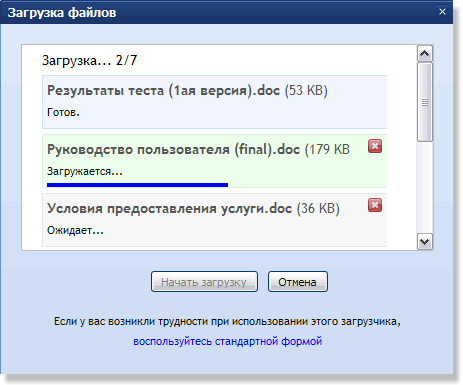 Загрузка файлов
Загрузка... 2/7
Результаты теста (1ая версия).doc (53 KB)
Готов.
Руководство пользователя (final).doc (179 KB
Загружается...
Условия предоставления услуги.doc (36 KB)
Ожидает...
Начать загрузку Отмена
Если у вас возникли трудности при использовании этого загрузчика,
воспользуйтесь стандартной формой